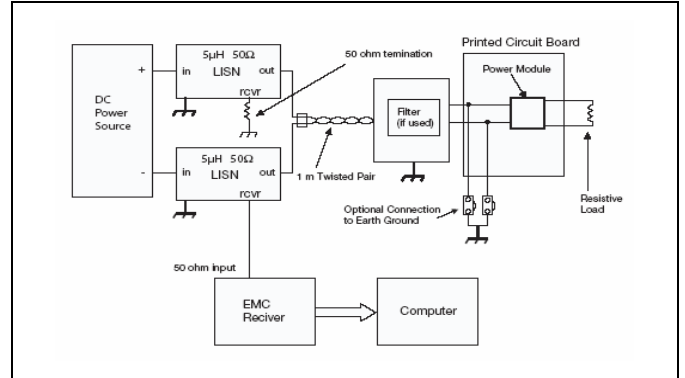 Printed Circuit Board
50 ohm temination
Power Module
5µH 50Ω
LISN
in
out
rcvr
+
DC
Power
Source
-
5µH 50Ω
LISN
in
out
rcvr
Filter
(if used)
1 m Twisted Pair
Optional Connection
to Earth Ground
Resistive
Load
50 ohm input
EMC
Reciver
Computer